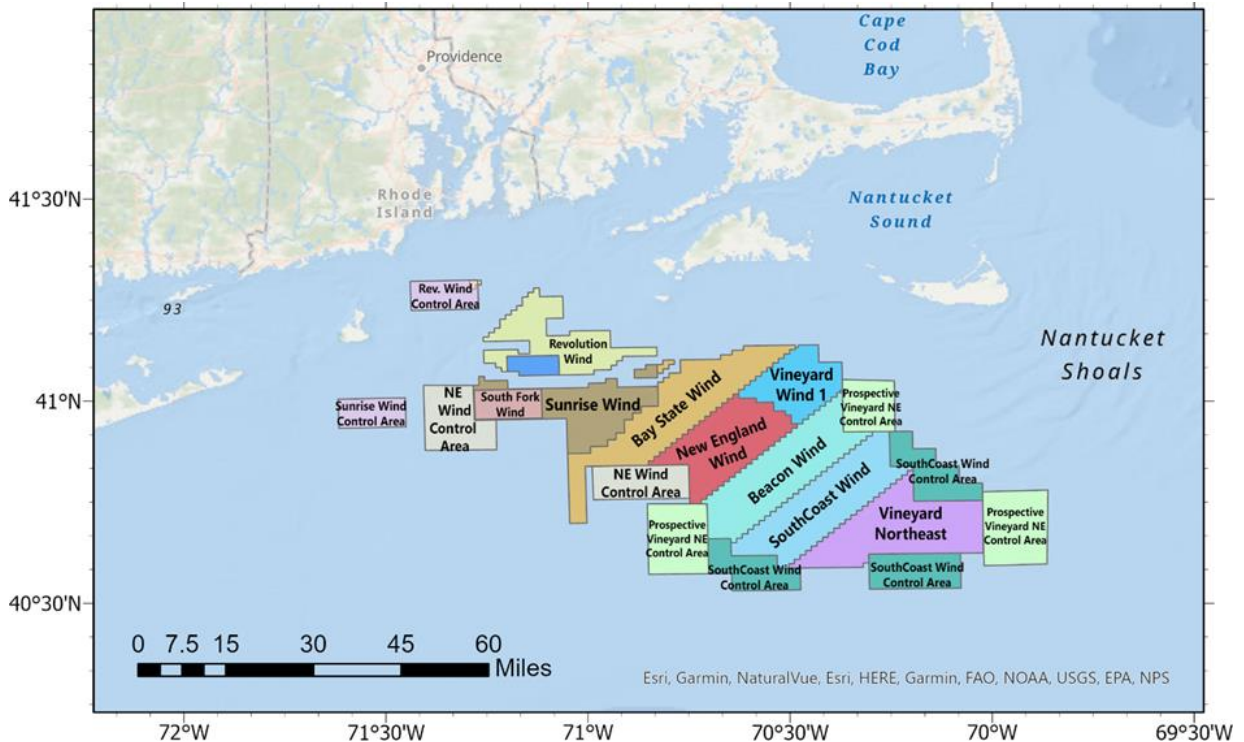 Cape
Cod
Bay
Providence
41°30'N
Rhode
Island
Nantucket
Sound
93
Rev. Wind
Control Area
Revolution
Wind
Nantucket
Shoals
41°N
Sunrise Wind
Control Area
NE
Wind
Control
Area
South Fork
Wind
Sunrise Wind
Bay State Wind
Vineyard
Wind 1
Prospective
Vineyard NE
Control Area
New England
Wind
NE Wind
Control Area
Beacon Wind
SouthCoast Wind
SouthCoast Wind
Control Area
Vineyard
Northeast
Prospective
Vineyard NE
Control Area
Prospective
Vineyard NE
Control Area
SouthCoast Wind
Control Area
SouthCoast Wind
Control Area
40°30'N
0 7.5 15 30 45 60
Miles
Esri, Garmin, NaturalVue, Esri, HERE, Garmin, FAO, NOAA, USGS, EPA, NPS
72°W 71°30'W 71°W 70°30'W 70°W 69°30'W